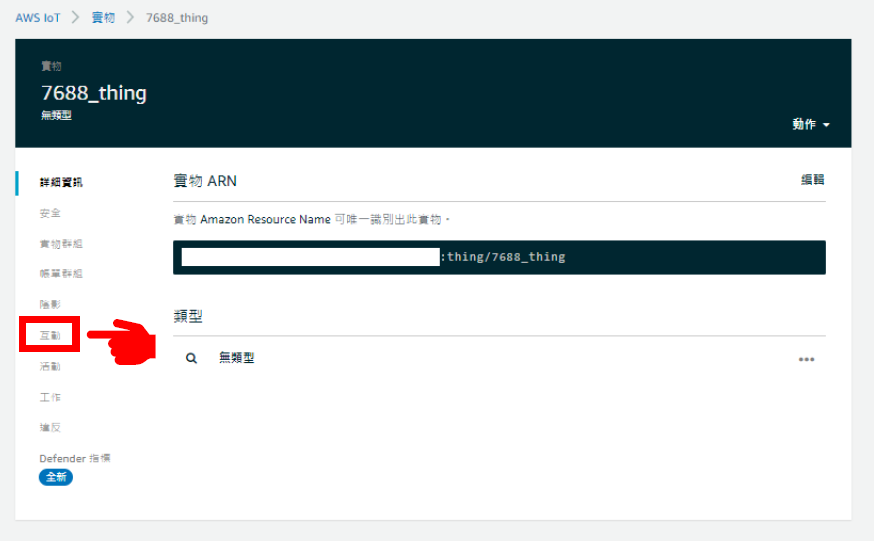 AWS IoT > 實物 > 7688_thing
實物
7688_thing
無類型
動作
詳細資訊
安全
實物群組
帳單群組
陰影
互動
活動
工作
違反
Defender 指標
全新
實物 ARN
編輯
實物 Amazon Resource Name 可唯一識別出此實物。
:thing/7688_thing
類型
無類型